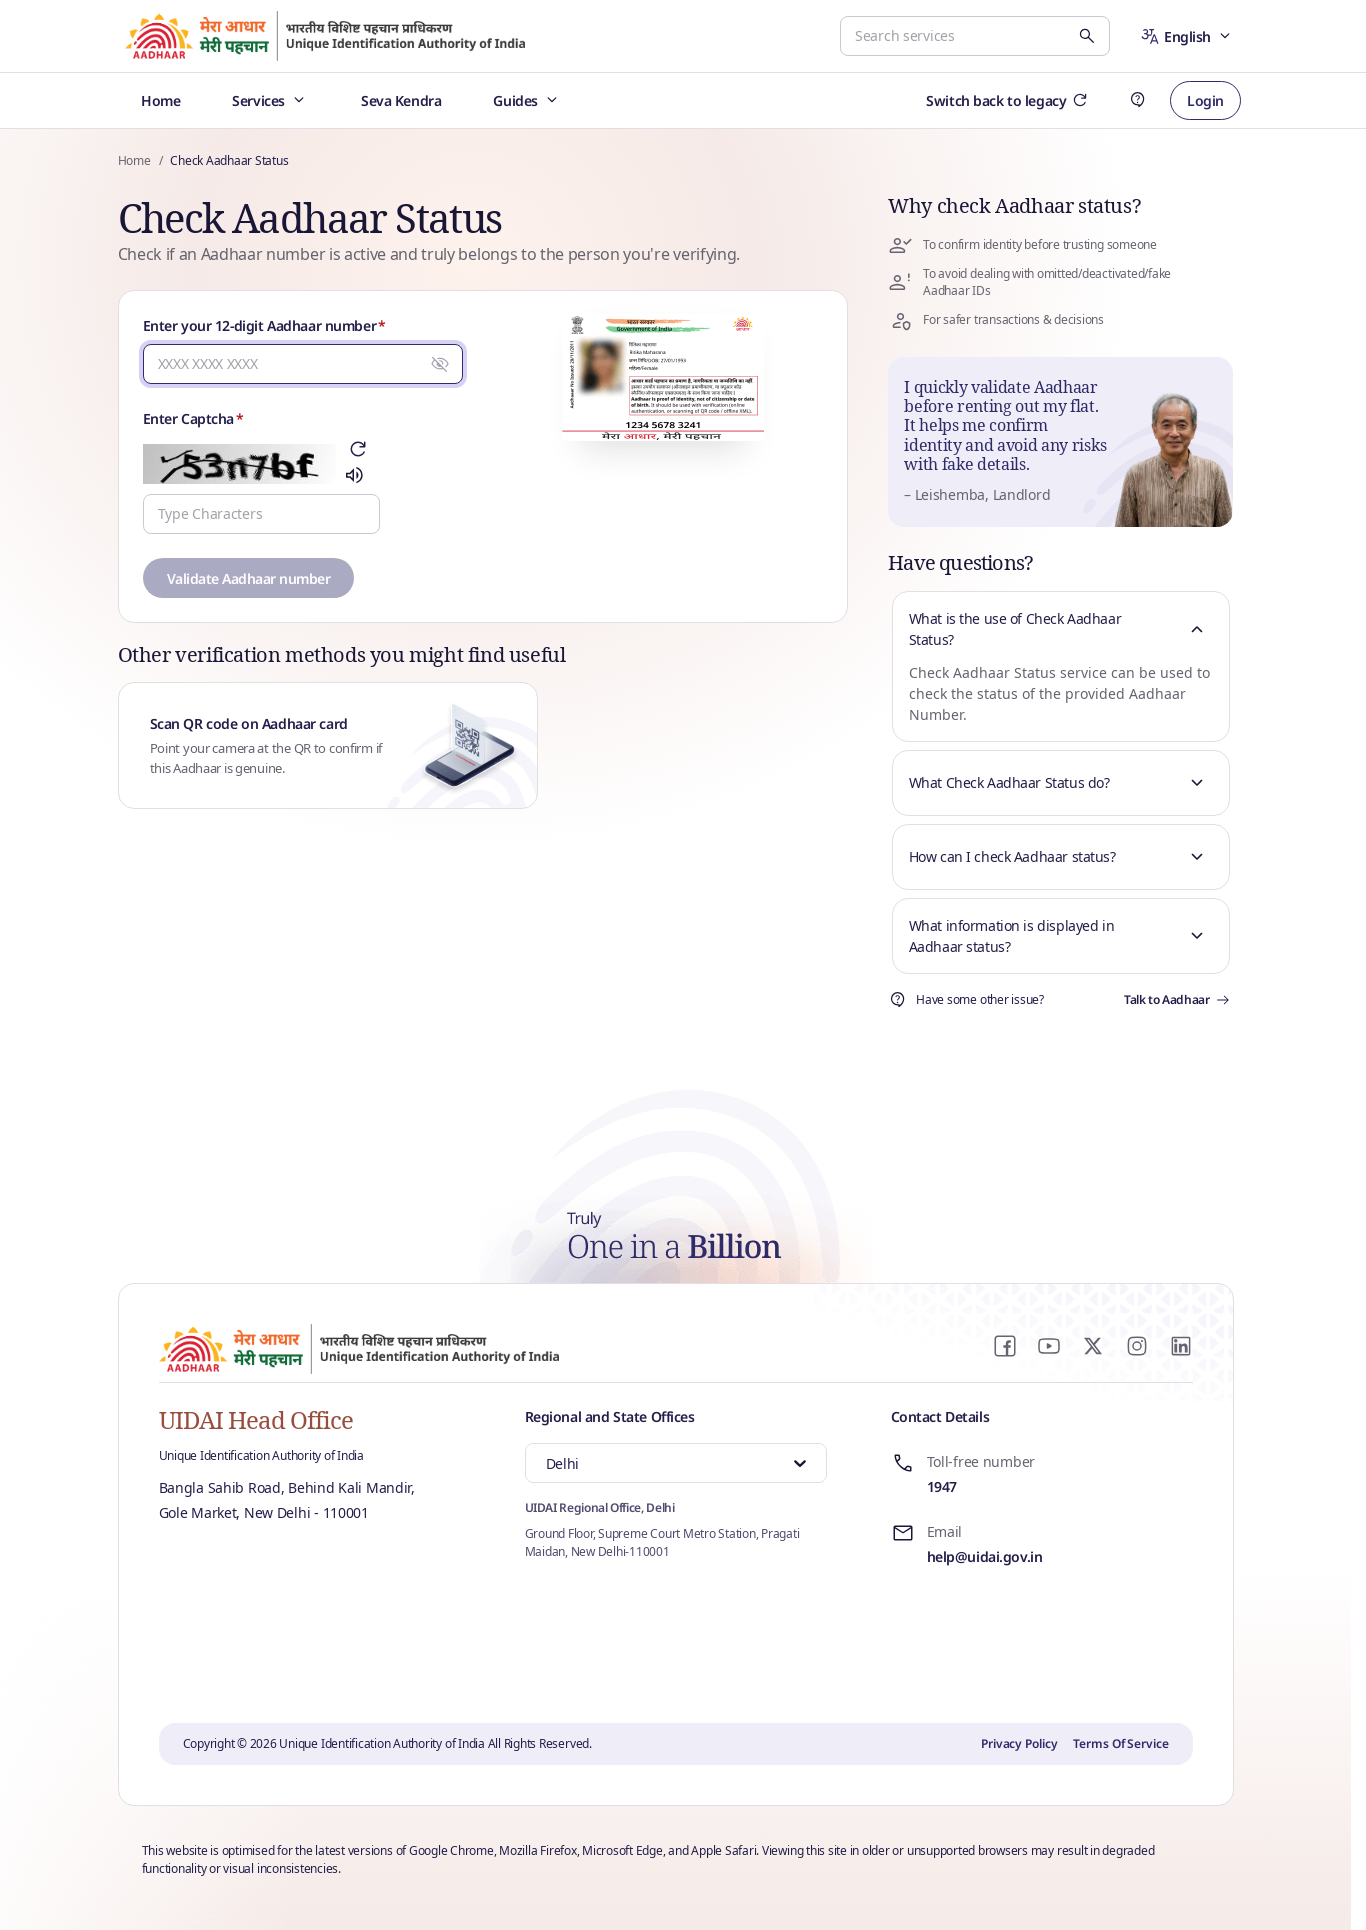 मेरा आधार
मेरी पहचान
AADHAAR
भारतीय विशिष्ट पहचान प्राधिकरण
Unique Identification Authority of India
Search services
English
Home
Services
Seva Kendra
Guides
Switch back to legacy
Login
Home / Check Aadhaar Status
Check Aadhaar Status
Check if an Aadhaar number is active and truly belongs to the person you're verifying.
Enter your 12-digit Aadhaar number*
XXXX XXXX XXXX
Enter Captcha*
53n7bf
Type Characters
Validate Aadhaar number
भारत सरकार
Government of India
Ritika Maharana
1234 5678 3241
मेरा आधार, मेरी पहचान
Other verification methods you might find useful
Scan QR code on Aadhaar card
Point your camera at the QR to confirm if
this Aadhaar is genuine.
Why check Aadhaar status?
To confirm identity before trusting someone
To avoid dealing with omitted/deactivated/fake
Aadhaar IDs
For safer transactions & decisions
I quickly validate Aadhaar
before renting out my flat.
It helps me confirm
identity and avoid any risks
with fake details.
– Leishemba, Landlord
Have questions?
What is the use of Check Aadhaar
Status?
Check Aadhaar Status service can be used to
check the status of the provided Aadhaar
Number.
What Check Aadhaar Status do?
How can I check Aadhaar status?
What information is displayed in
Aadhaar status?
Have some other issue?
Talk to Aadhaar
Truly
One in a Billion
मेरा आधार
मेरी पहचान
AADHAAR
भारतीय विशिष्ट पहचान प्राधिकरण
Unique Identification Authority of India
UIDAI Head Office
Unique Identification Authority of India
Bangla Sahib Road, Behind Kali Mandir,
Gole Market, New Delhi - 110001
Regional and State Offices
Delhi
UIDAI Regional Office, Delhi
Ground Floor, Supreme Court Metro Station, Pragati
Maidan, New Delhi-110001
Contact Details
Toll-free number
1947
Email
help@uidai.gov.in
Copyright © 2026 Unique Identification Authority of India All Rights Reserved.
Privacy Policy
Terms Of Service
This website is optimised for the latest versions of Google Chrome, Mozilla Firefox, Microsoft Edge, and Apple Safari. Viewing this site in older or unsupported browsers may result in degraded
functionality or visual inconsistencies.